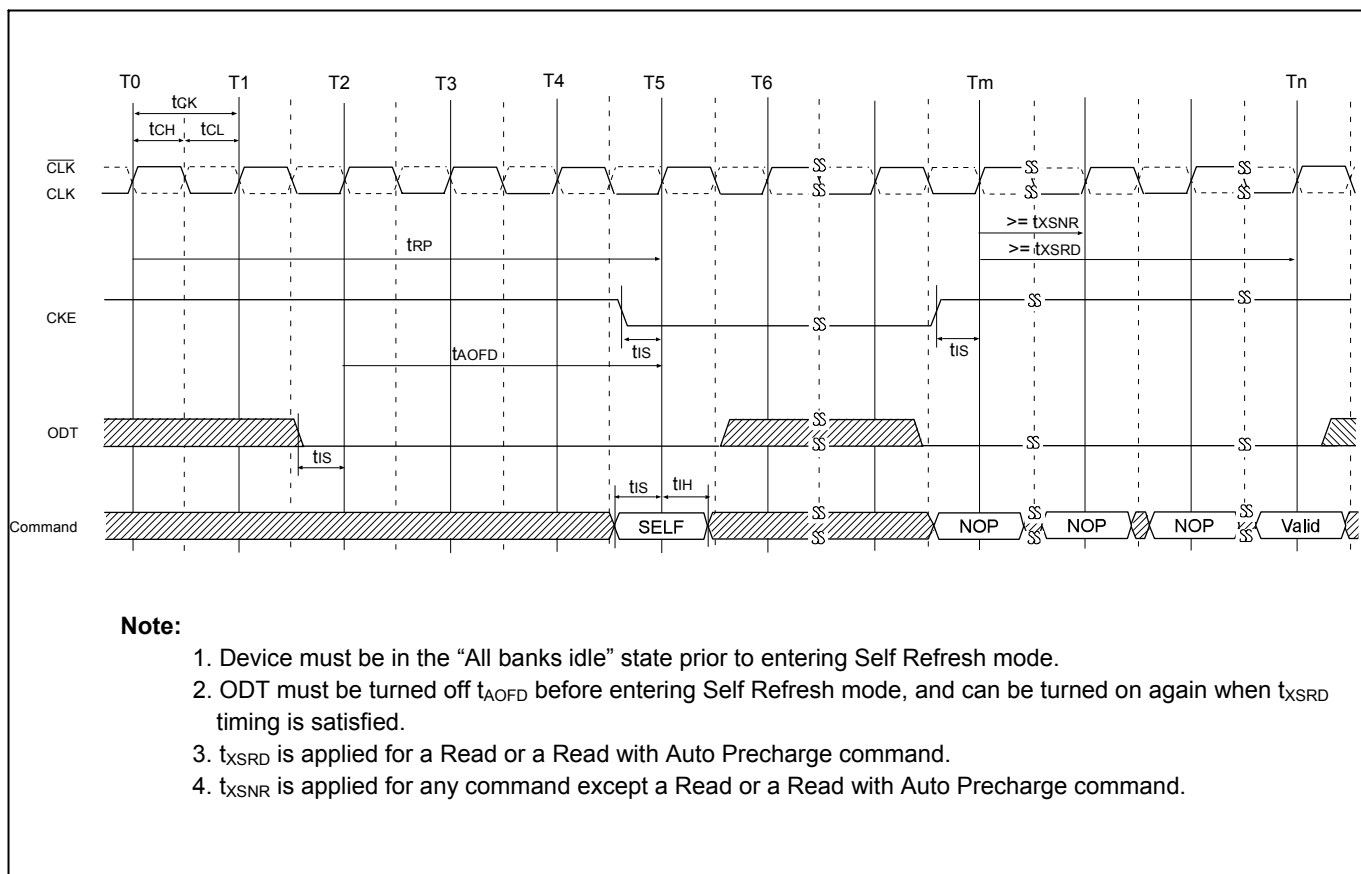 T0 T1 T2 T3 T4 T5 T6 Tm Tn
tCK
tCH tCL
CLK
CLK
>= tXSNR
tRP
>= tXSRD
CKE
tIS tIS
tAOFD
ODT
tIS
tIS tIH
Command SELF NOP NOP NOP Valid
Note:
1. Device must be in the “All banks idle” state prior to entering Self Refresh mode.
2. ODT must be turned off tAOFD before entering Self Refresh mode, and can be turned on again when tXSRD
timing is satisfied.
3. tXSRD is applied for a Read or a Read with Auto Precharge command.
4. tXSNR is applied for any command except a Read or a Read with Auto Precharge command.